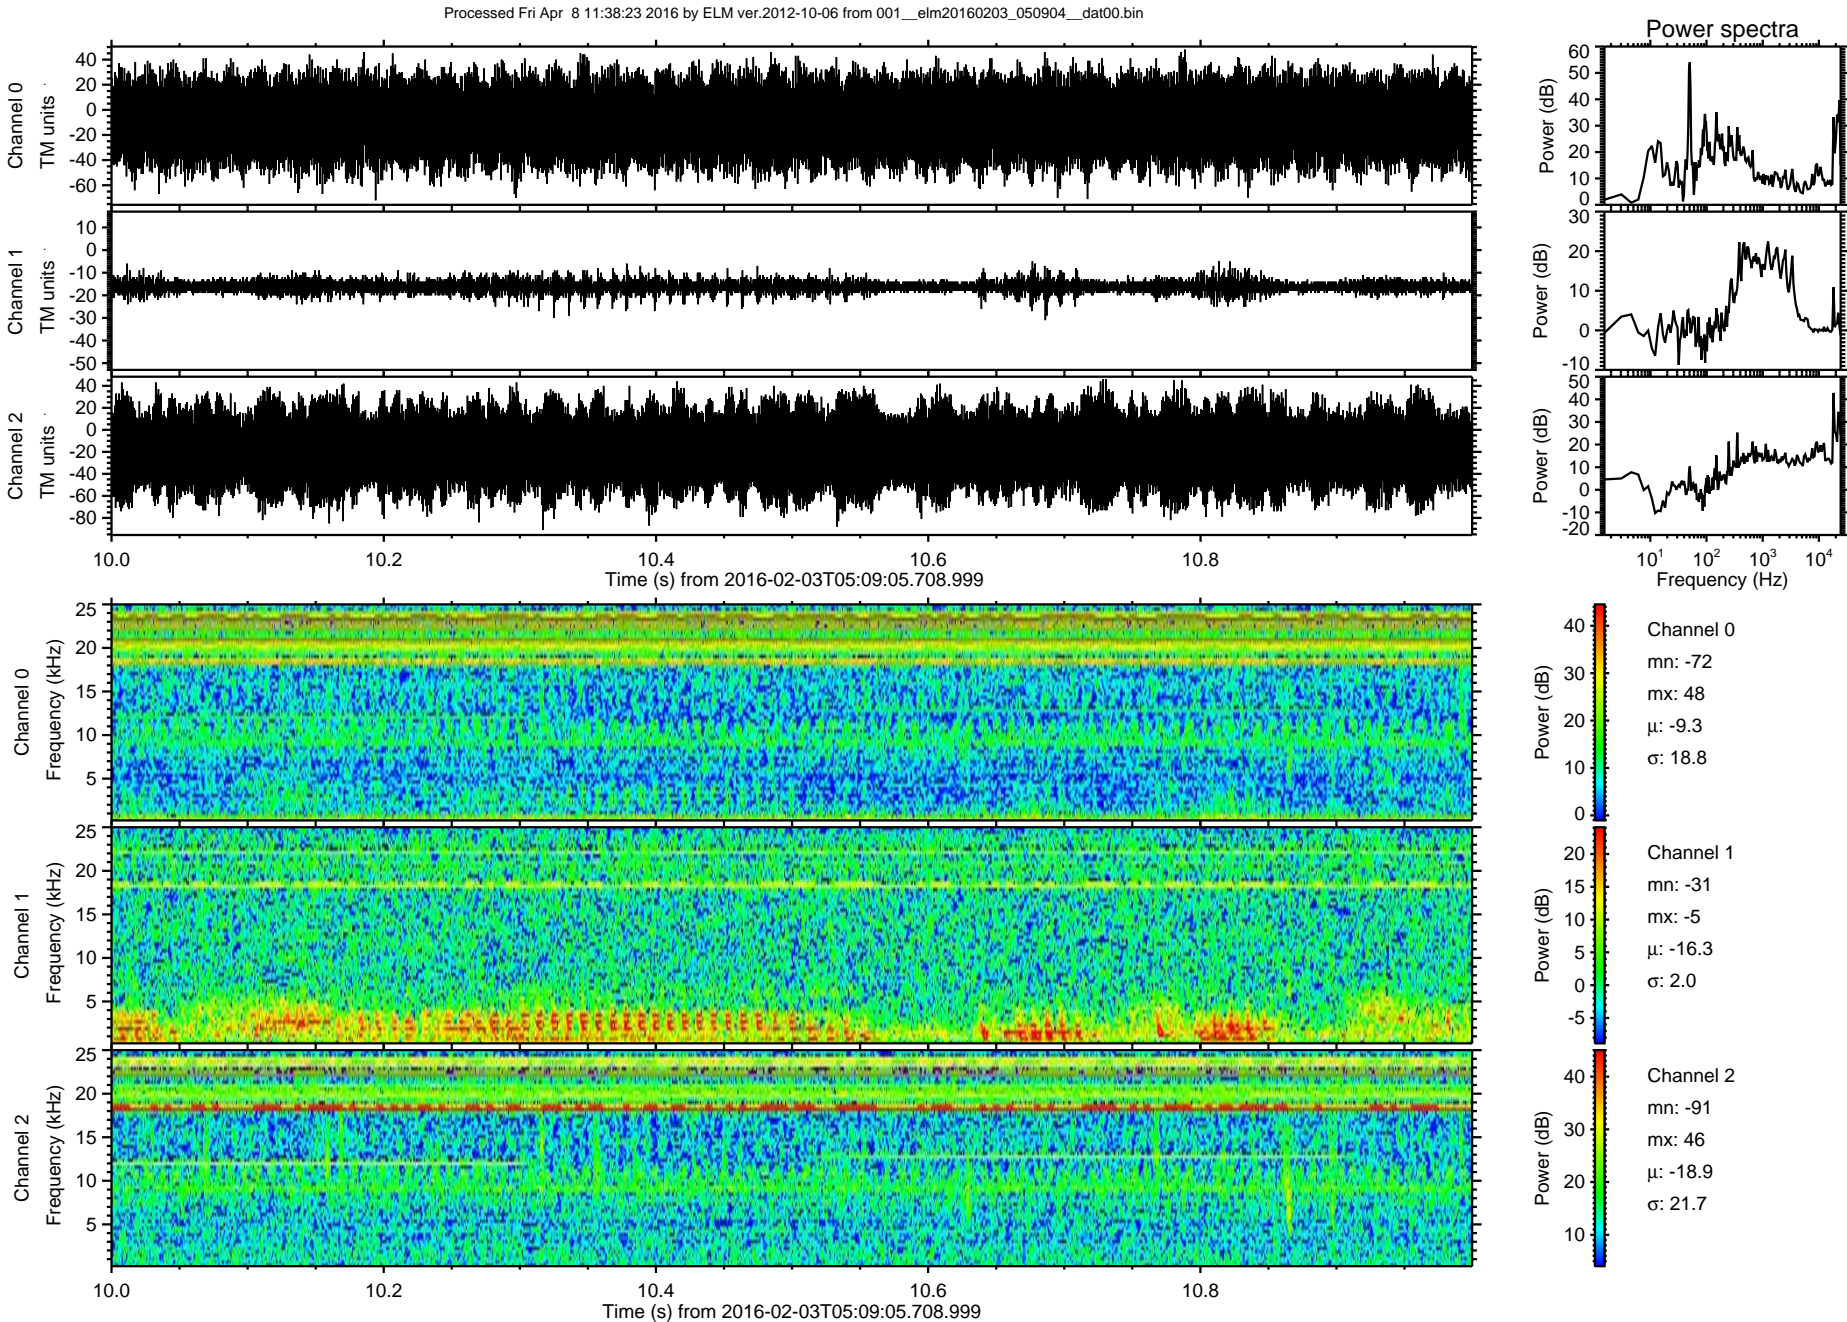 Processed Fri Apr 8 11:38:23 2016 by ELM ver.2012-10-06 from 001__elm20160203_050904__dat00.bin
Power spectra
Channel 0
TM units
40
20
0
-20
-40
-60
Power (dB)
60
50
40
30
20
10
0
Channel 1
TM units
10
0
-10
-20
-30
-40
-50
Power (dB)
30
20
10
0
-10
Channel 2
TM units
40
20
0
-20
-40
-60
-80
Power (dB)
50
40
30
20
10
0
-10
-20
10.0 10.2 10.4 10.6 10.8
Time (s) from 2016-02-03T05:09:05.708.999
10^1 10^2 10^3 10^4
Frequency (Hz)
Channel 0
Frequency (kHz)
25
20
15
10
5
Power (dB)
40
30
20
10
0
Channel 0
mn: -72
mx: 48
μ: -9.3
σ: 18.8
Channel 1
Frequency (kHz)
25
20
15
10
5
Power (dB)
20
15
10
5
0
-5
Channel 1
mn: -31
mx: -5
μ: -16.3
σ: 2.0
Channel 2
Frequency (kHz)
25
20
15
10
5
Power (dB)
40
30
20
10
Channel 2
mn: -91
mx: 46
μ: -18.9
σ: 21.7
10.0 10.2 10.4 10.6 10.8
Time (s) from 2016-02-03T05:09:05.708.999